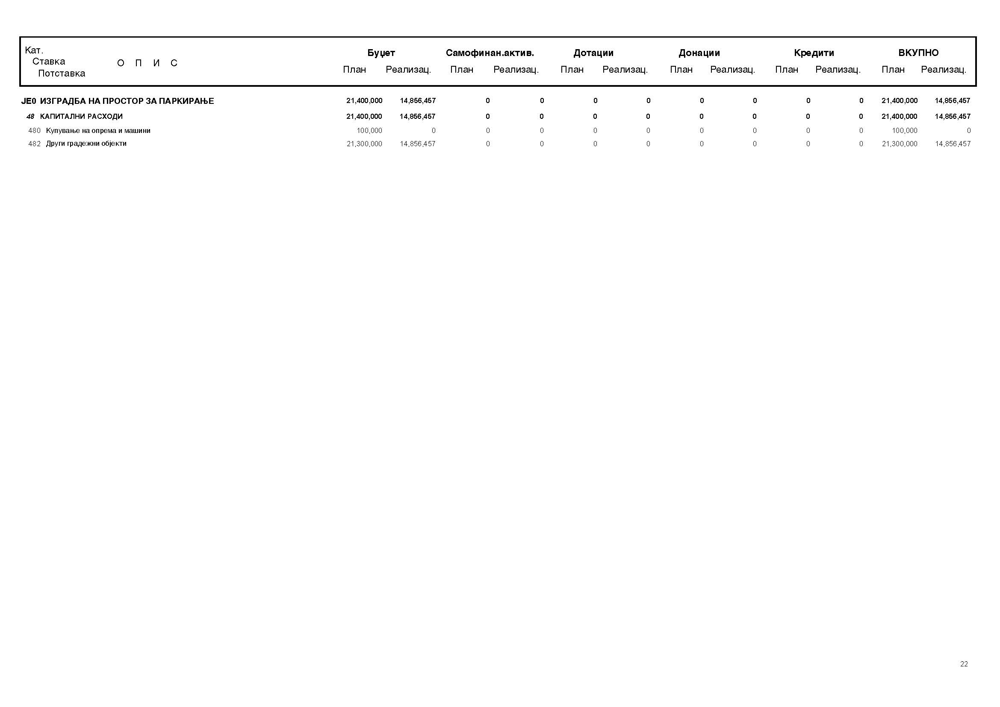 Кат.
Ставка
Потставка
О П И С
Буџет Самофинан.актив. Дотации Донации Кредити ВКУПНО
План Реализац. План Реализац. План Реализац. План Реализац. План Реализац. План Реализац.
ЈЕ0 ИЗГРАДБА НА ПРОСТОР ЗА ПАРКИРАЊЕ 21,400,000 14,856,457 0 0 0 0 0 0 0 0 21,400,000 14,856,457
48 КАПИТАЛНИ РАСХОДИ 21,400,000 14,856,457 0 0 0 0 0 0 0 0 21,400,000 14,856,457
480 Купување на опрема и машини 100,000 0 0 0 0 0 0 0 0 0 100,000 0
482 Други градежни објекти 21,300,000 14,856,457 0 0 0 0 0 0 0 0 21,300,000 14,856,457
22